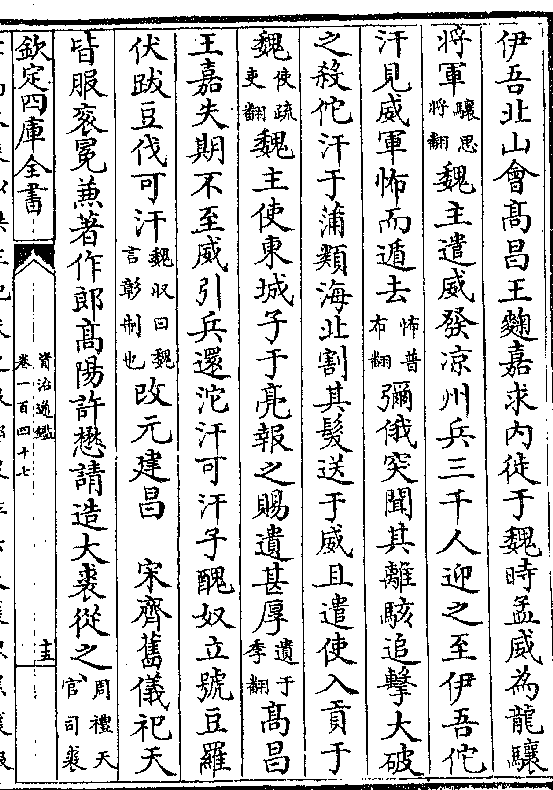 伊吾北山會髙昌王麴嘉求内徙于魏時孟威為龍驤
將軍驤思將翻魏主遣威發凉州兵三千人迎之至伊吾佗
汗見威軍怖而遁去怖普布翻彌俄突聞其離駭追擊大破
之殺佗汗于蒲類海北割其髮送于威且遣使入貢于
魏使疏吏翻魏主使東城子于亮報之賜遺甚厚遺于季翻髙昌
王嘉失期不至威引兵還沱汗可汗子醜奴立號豆羅
伏跋豆伐可汗魏收曰魏言彰制也改元建昌 宋齊舊儀祀天
皆服衮冕兼著作郎髙陽許懋請造大裘從之周禮天官司裘
欽定四庫全書
資治通鑑
卷一百四十七
十五